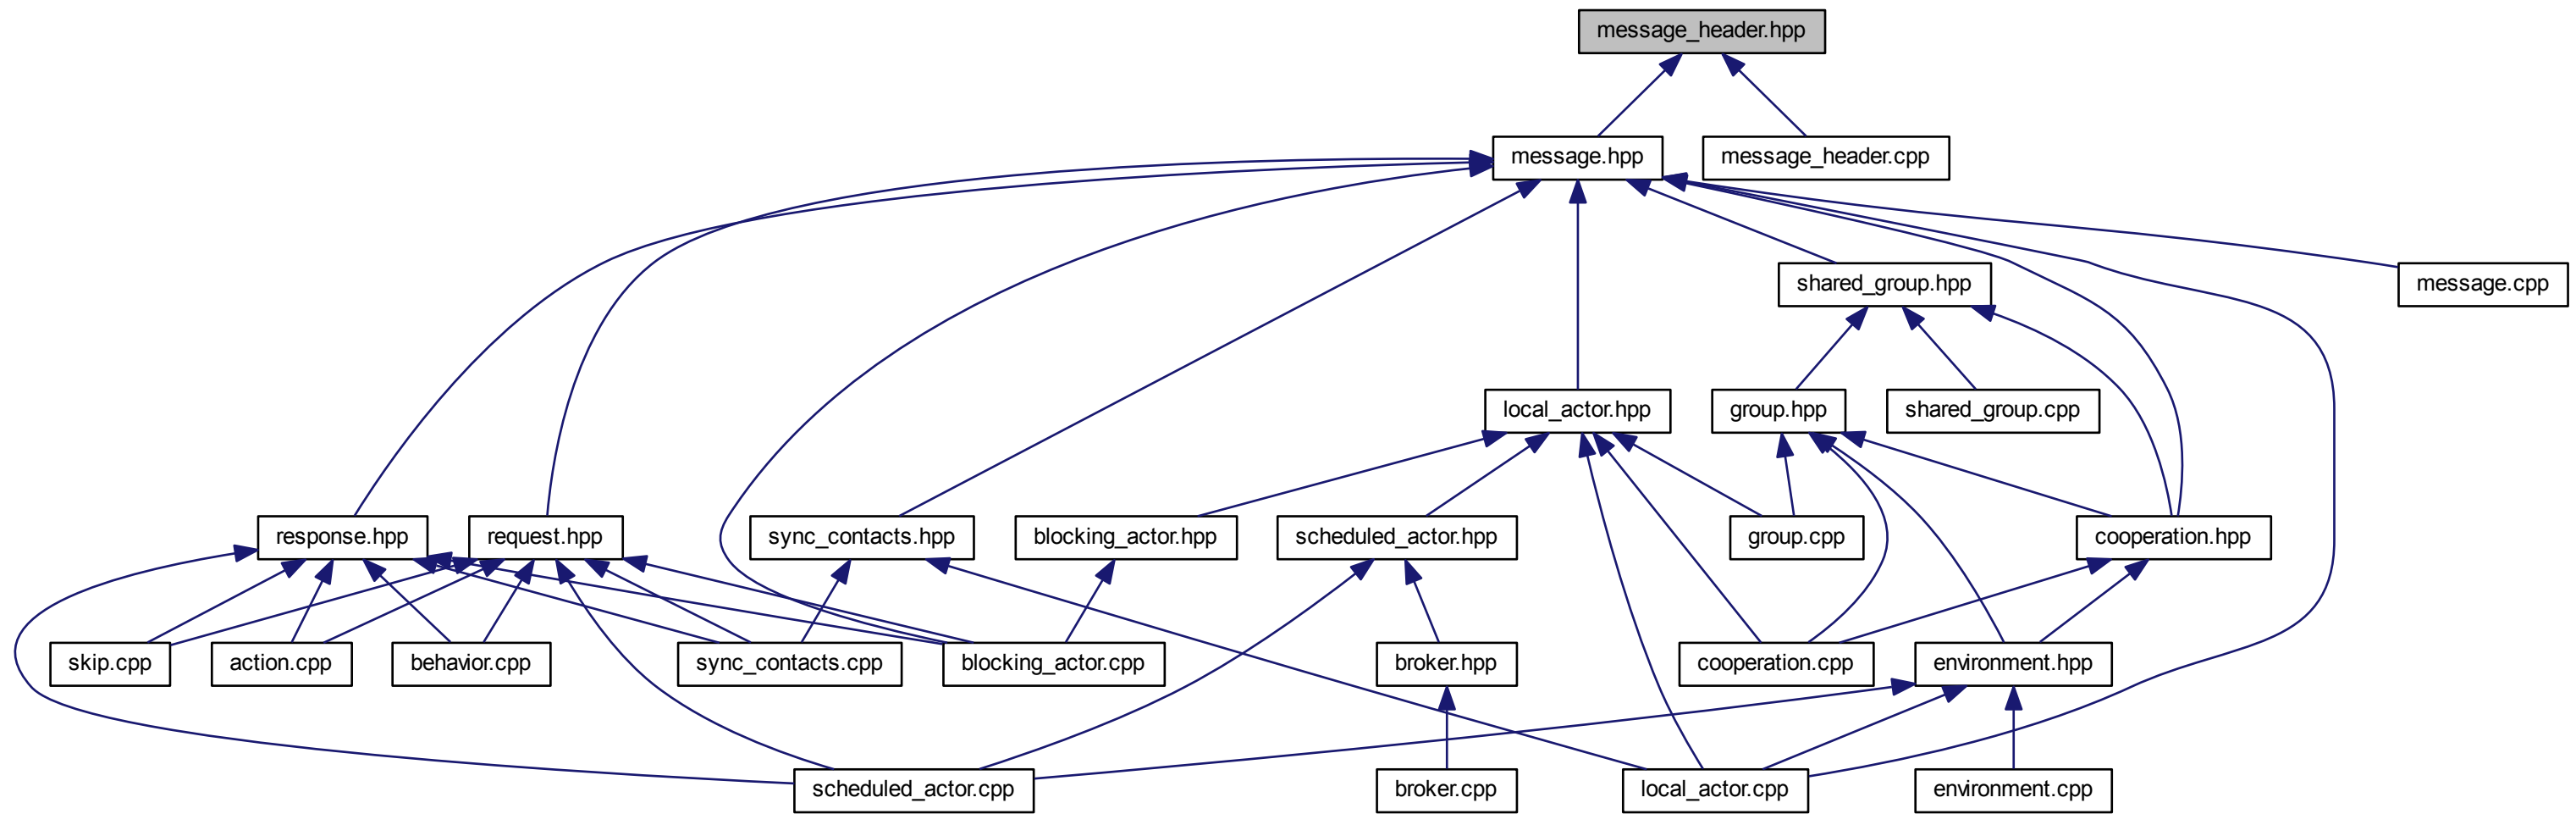 message_header.hpp
message.hpp
message_header.cpp
shared_group.hpp
message.cpp
local_actor.hpp
group.hpp
shared_group.cpp
response.hpp
request.hpp
sync_contacts.hpp
blocking_actor.hpp
scheduled_actor.hpp
group.cpp
cooperation.hpp
skip.cpp
action.cpp
behavior.cpp
sync_contacts.cpp
blocking_actor.cpp
broker.hpp
cooperation.cpp
environment.hpp
scheduled_actor.cpp
broker.cpp
local_actor.cpp
environment.cpp